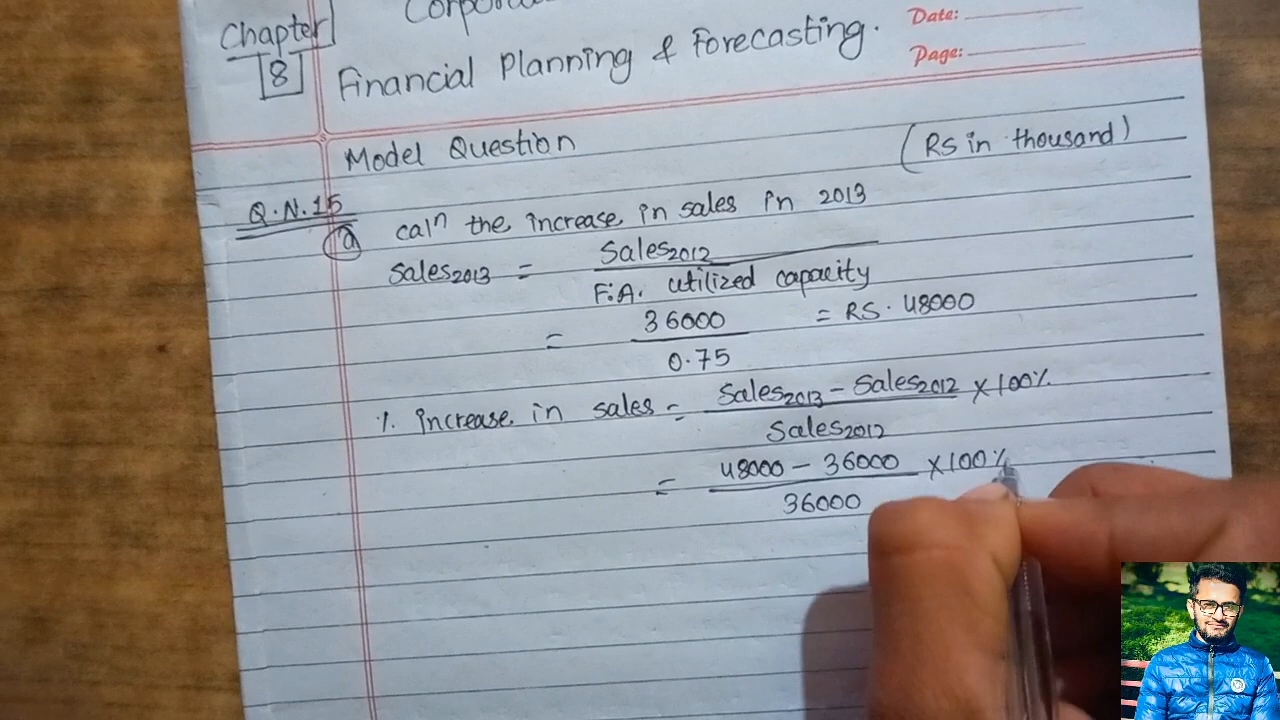 Chapter
8
Financial Planning & Forecasting.
Date:
Page:
Model Question
(RS in thousand)
Q.N.15
a calⁿ the increase in sales in 2013
Sales2013 = Sales2012 / F.A. utilized capacity
= 36000 / 0.75 = RS. 48000
% increase in sales = Sales2013 - Sales2012 / Sales2012 × 100%
= 48000 - 36000 / 36000 × 100%